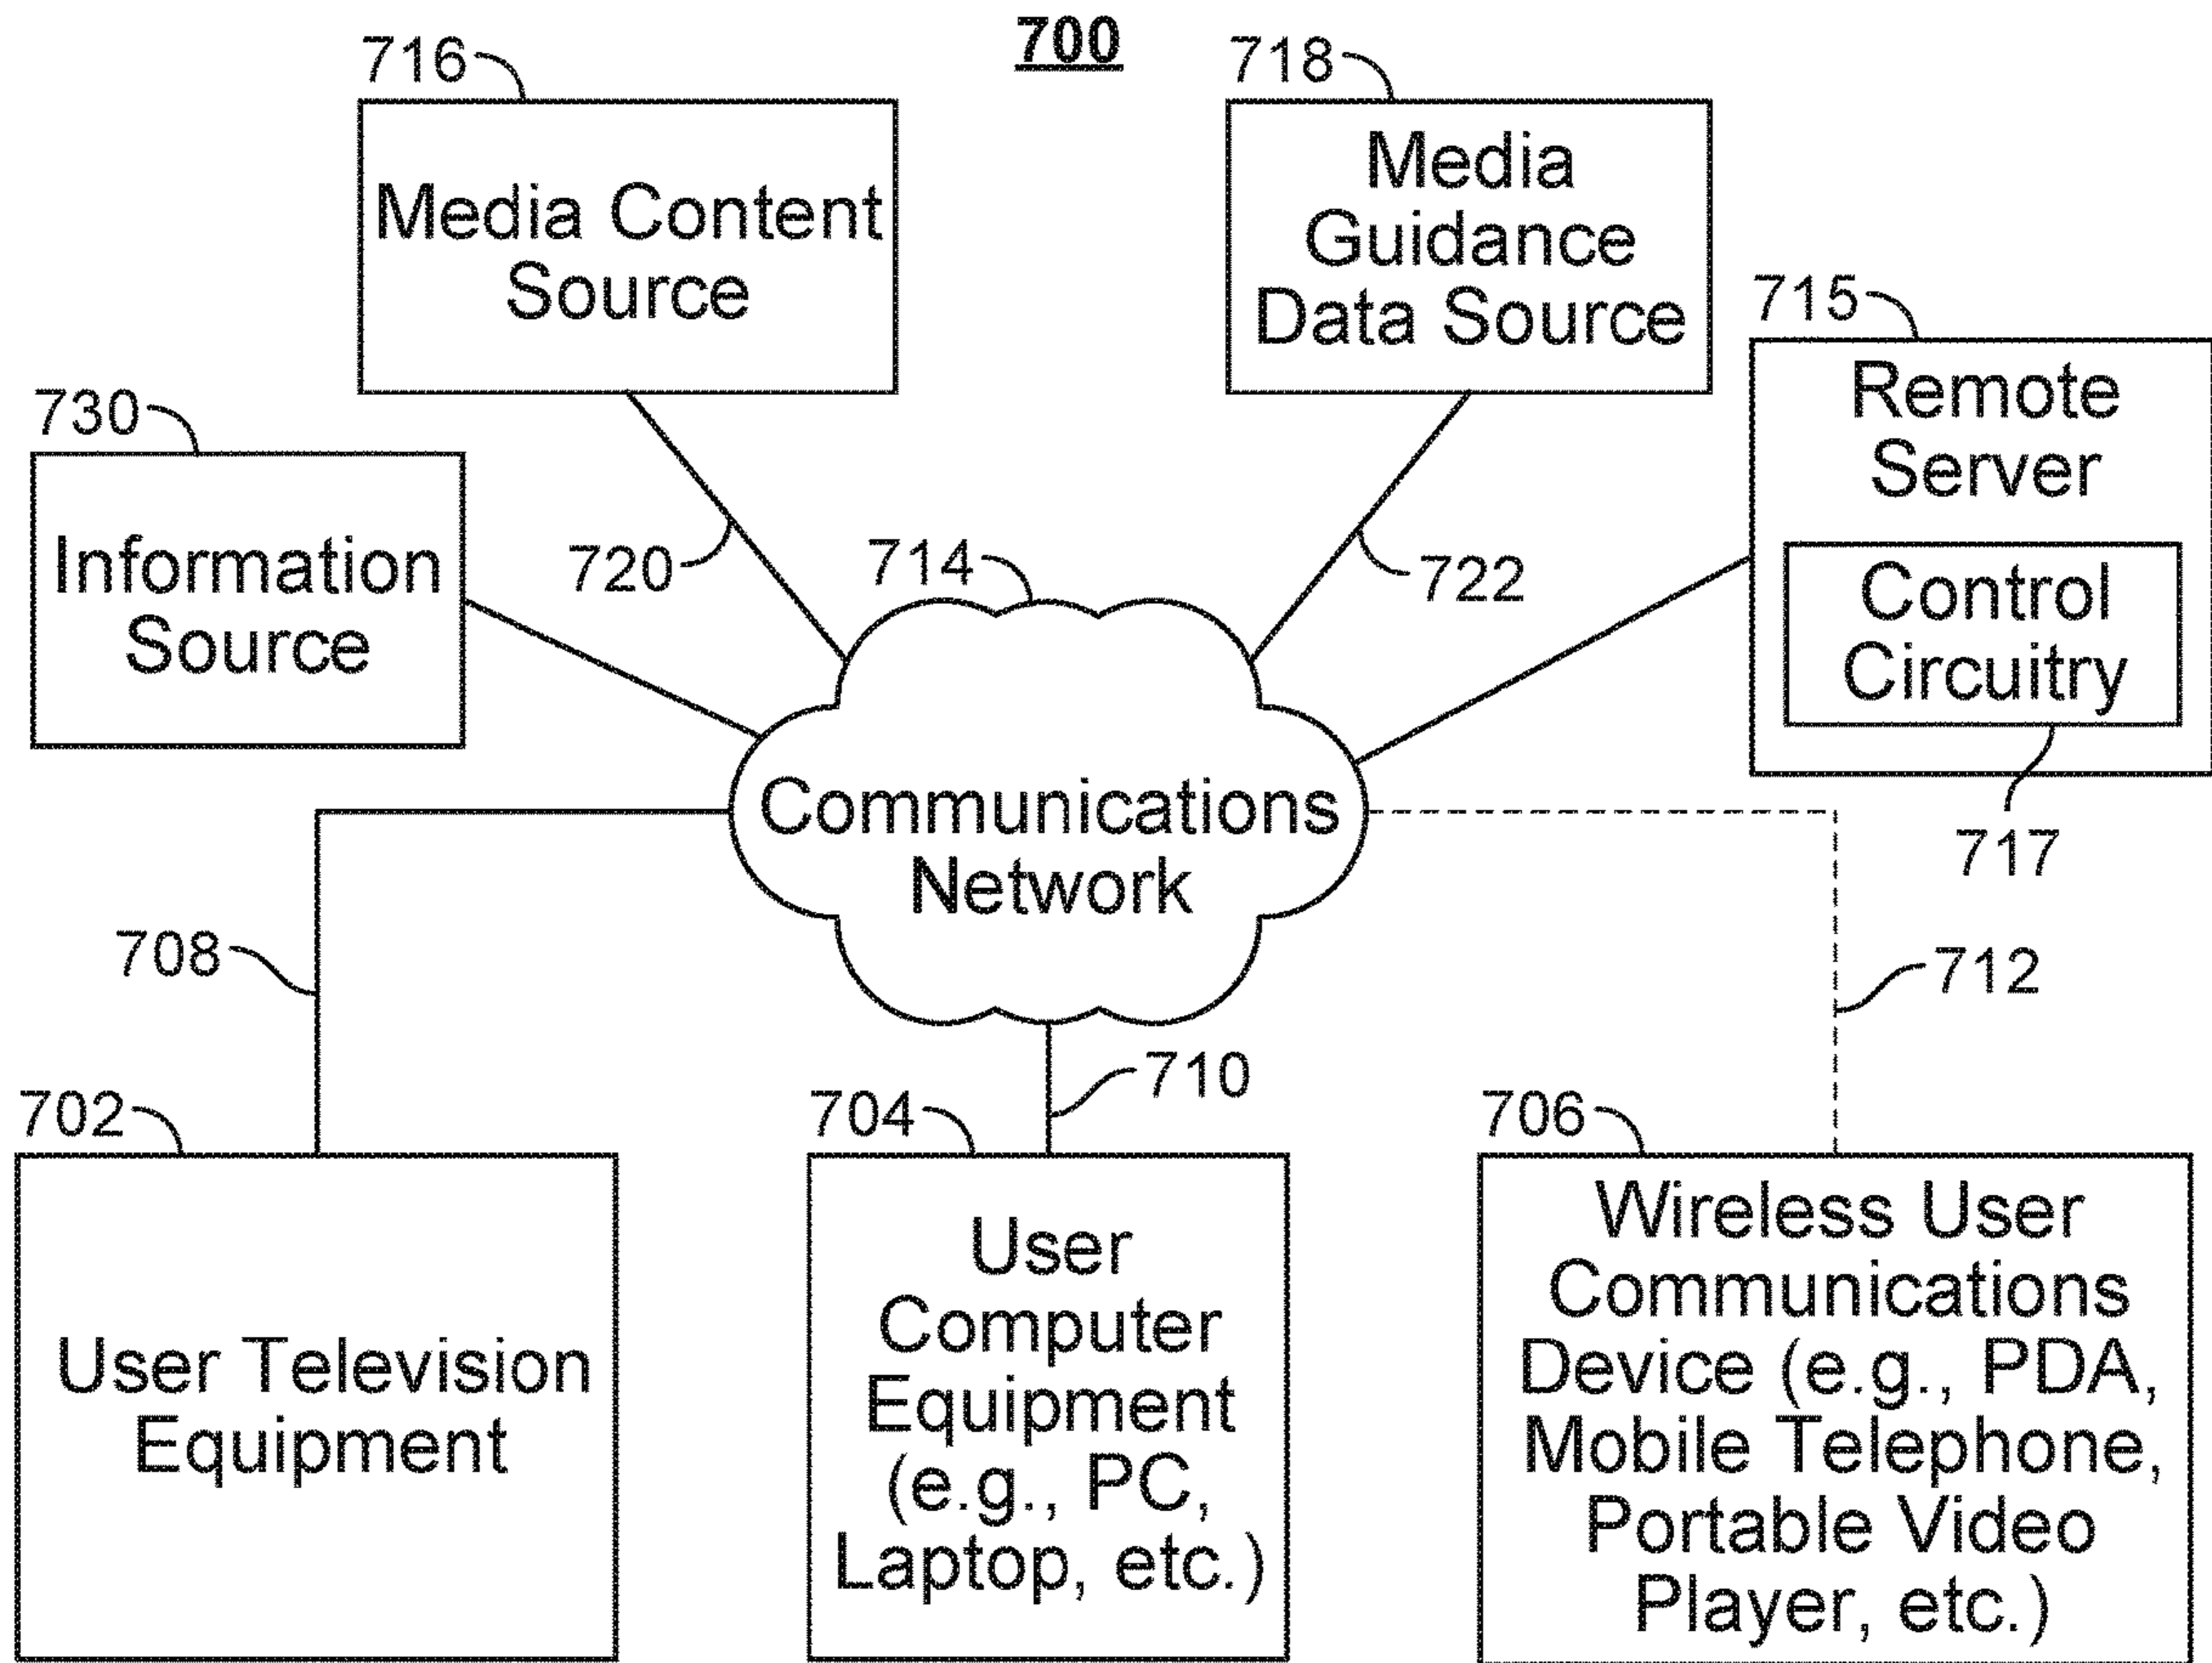 700
716
Media Content
Source
718
Media
Guidance
Data Source
715
Remote
Server
Control
Circuitry
717
730
Information
Source
720
714
722
Communications
Network
708
712
710
702
User Television
Equipment
704
User
Computer
Equipment
(e.g., PC,
Laptop, etc.)
706
Wireless User
Communications
Device (e.g., PDA,
Mobile Telephone,
Portable Video
Player, etc.)